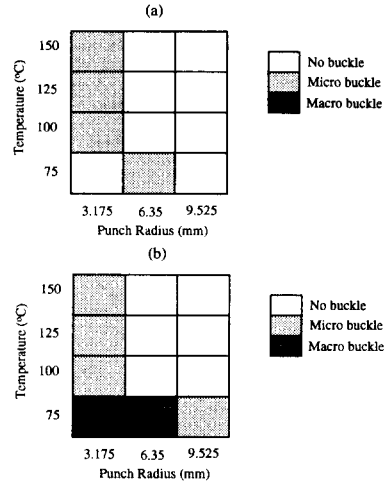 (a)
Temperature (ºC)
150
125
100
75
3.175 6.35 9.525
Punch Radius (mm)
No buckle
Micro buckle
Macro buckle
(b)
Temperature (ºC)
150
125
100
75
3.175 6.35 9.525
Punch Radius (mm)
No buckle
Micro buckle
Macro buckle